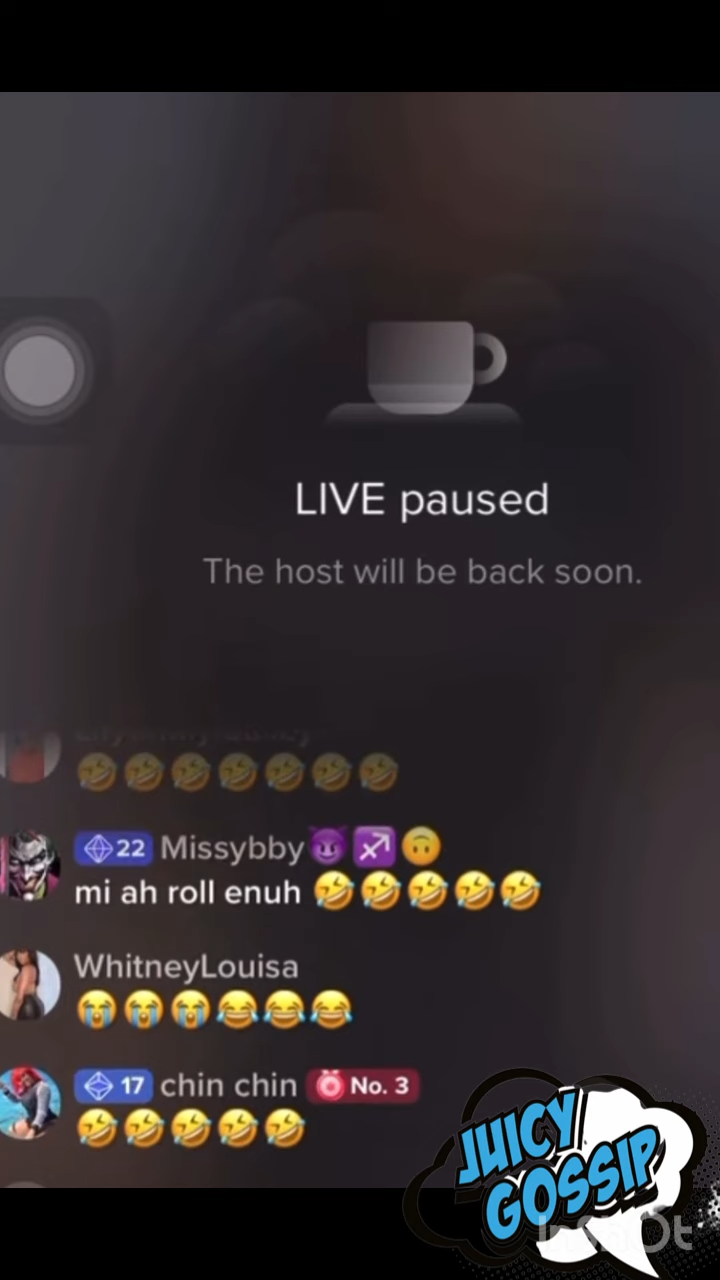 LIVE paused
The host will be back soon.
22 Missybby😈♐🙃
mi ah roll enuh 🤣🤣🤣🤣🤣
WhitneyLouisa
😭😭😭😂😂😂
17 chin chin No. 3
🤣🤣🤣🤣🤣
JUICY
GOSSIP
InShOt